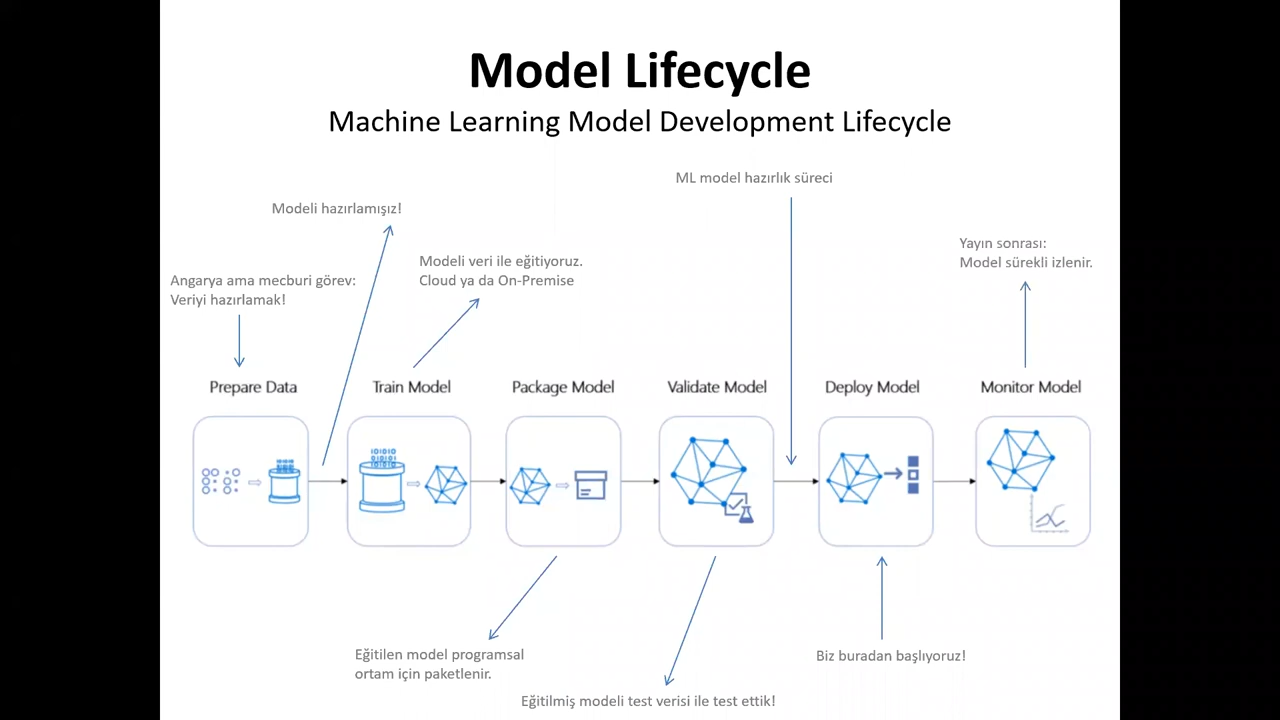 Model Lifecycle
Machine Learning Model Development Lifecycle
ML model hazırlık süreci
Modeli hazırlamışız!
Yayın sonrası:
Model sürekli izlenir.
Modeli veri ile eğitiyoruz.
Cloud ya da On-Premise
Angarya ama mecburi görev:
Veriyi hazırlamak!
Prepare Data
Train Model
Package Model
Validate Model
Deploy Model
Monitor Model
101010
010101
101010
Eğitilen model programsal
ortam için paketlenir.
Biz buradan başlıyoruz!
Eğitilmiş modeli test verisi ile test ettik!